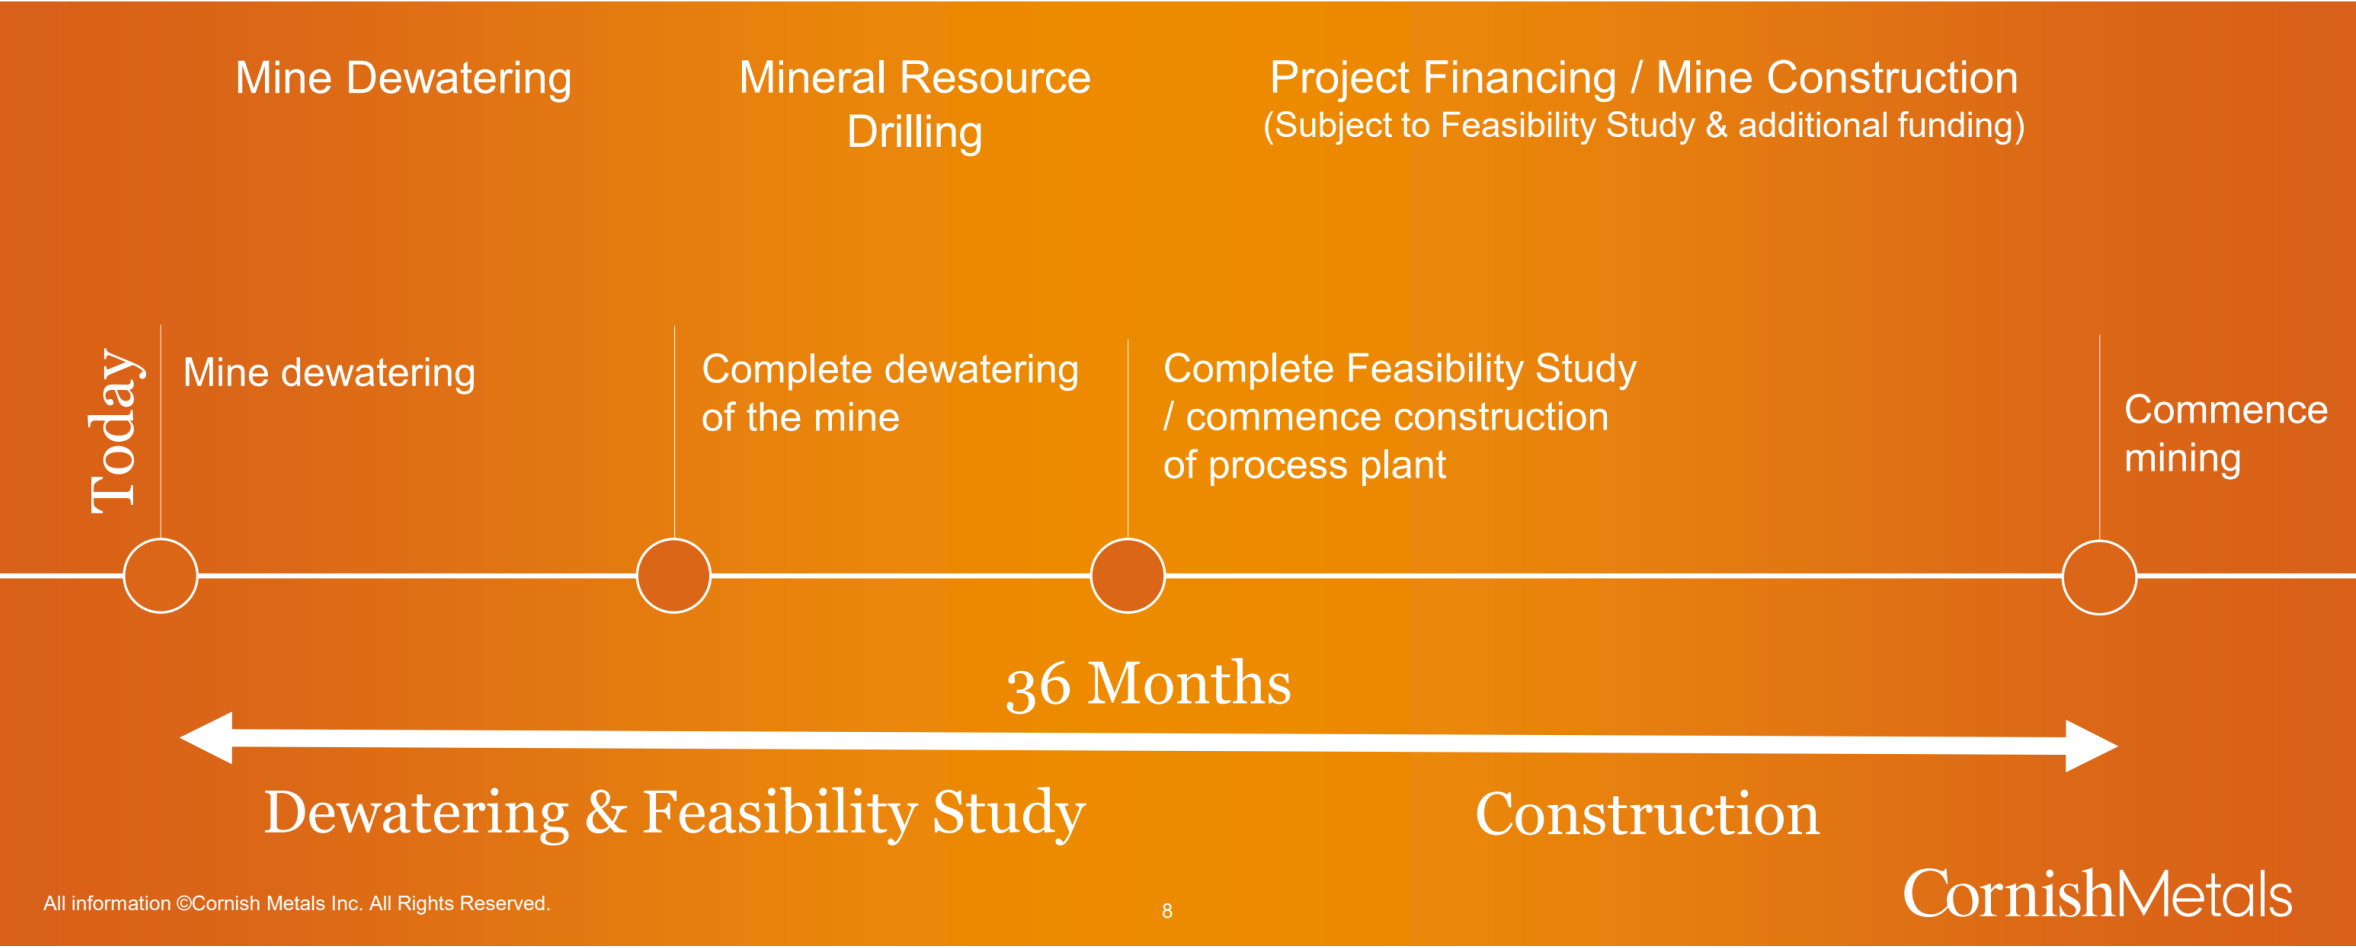 Mine Dewatering
Mineral Resource
Drilling
Project Financing / Mine Construction
(Subject to Feasibility Study & additional funding)
Today
Mine dewatering
Complete dewatering
of the mine
Complete Feasibility Study
/ commence construction
of process plant
Commence
mining
36 Months
Dewatering & Feasibility Study
Construction
All information ©Cornish Metals Inc. All Rights Reserved.
8
CornishMetals